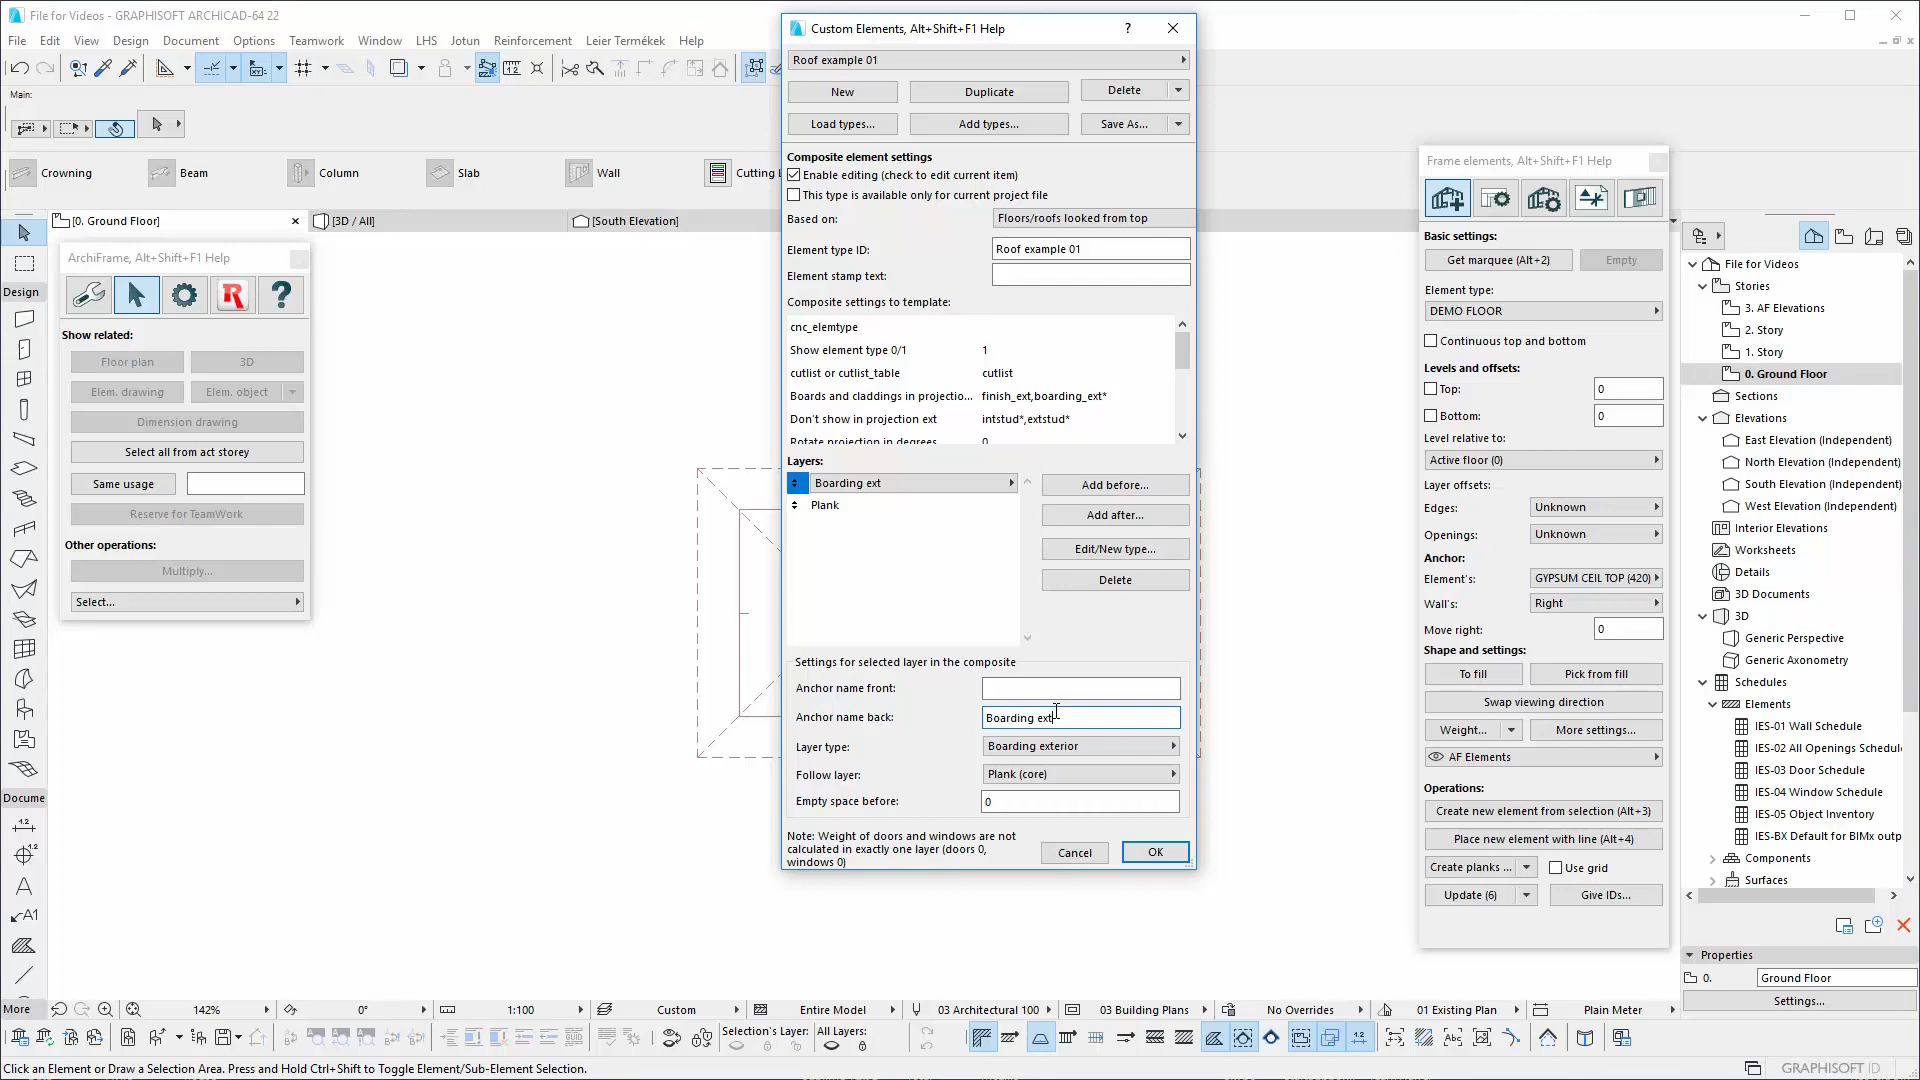 File for Videos - GRAPHISOFT ARCHICAD-64 22
File Edit View Design Document Options Teamwork Window LHS Jotun Reinforcement Leier Termékek Help
Main:
Crowning Beam Column Slab Wall Cutting L
[0. Ground Floor] [3D / All] [South Elevation]
ArchiFrame, Alt+Shift+F1 Help
Show related:
Floor plan 3D
Elem. drawing Elem. object
Dimension drawing
Select all from act storey
Same usage
Reserve for TeamWork
Other operations:
Multiply...
Select...
Design
Docume
1.2
A
A1
More
Custom Elements, Alt+Shift+F1 Help
Roof example 01
New Duplicate Delete
Load types... Add types... Save As...
Composite element settings
Enable editing (check to edit current item)
This type is available only for current project file
Based on: Floors/roofs looked from top
Element type ID: Roof example 01
Element stamp text:
Composite settings to template:
cnc_elemtype
Show element type 0/1 1
cutlist or cutlist_table cutlist
Boards and claddings in projectio... finish_ext,boarding_ext*
Don't show in projection ext intstud*,extstud*
Rotate projection in degrees 0
Layers:
Boarding ext
Plank
Add before...
Add after...
Edit/New type...
Delete
Settings for selected layer in the composite
Anchor name front:
Anchor name back: Boarding ext
Layer type: Boarding exterior
Follow layer: Plank (core)
Empty space before: 0
Note: Weight of doors and windows are not
calculated in exactly one layer (doors 0,
windows 0)
Cancel OK
Frame elements, Alt+Shift+F1 Help
Basic settings:
Get marquee (Alt+2) Empty
Element type:
DEMO FLOOR
Continuous top and bottom
Levels and offsets:
Top: 0
Bottom: 0
Level relative to:
Active floor (0)
Layer offsets:
Edges: Unknown
Openings: Unknown
Anchor:
Element's: GYPSUM CEIL TOP (420)
Wall's: Right
Move right: 0
Shape and settings:
To fill Pick from fill
Swap viewing direction
Weight... More settings...
AF Elements
Operations:
Create new element from selection (Alt+3)
Place new element with line (Alt+4)
Create planks ... Use grid
Update (6) Give IDs...
File for Videos
Stories
3. AF Elevations
2. Story
1. Story
0. Ground Floor
Sections
Elevations
East Elevation (Independent)
North Elevation (Independent)
South Elevation (Independent)
West Elevation (Independent)
Interior Elevations
Worksheets
Details
3D Documents
3D
Generic Perspective
Generic Axonometry
Schedules
Elements
IES-01 Wall Schedule
IES-02 All Openings Schedule
IES-03 Door Schedule
IES-04 Window Schedule
IES-05 Object Inventory
IES-BX Default for BIMx outp
Components
Surfaces
Properties
0. Ground Floor
Settings...
142% 0° 1:100 Custom Entire Model 03 Architectural 100 03 Building Plans No Overrides 01 Existing Plan Plain Meter
Selection's Layer: All Layers:
1.2
Abc
Click an Element or Draw a Selection Area. Press and Hold Ctrl+Shift to Toggle Element/Sub-Element Selection.
GRAPHISOFT ID